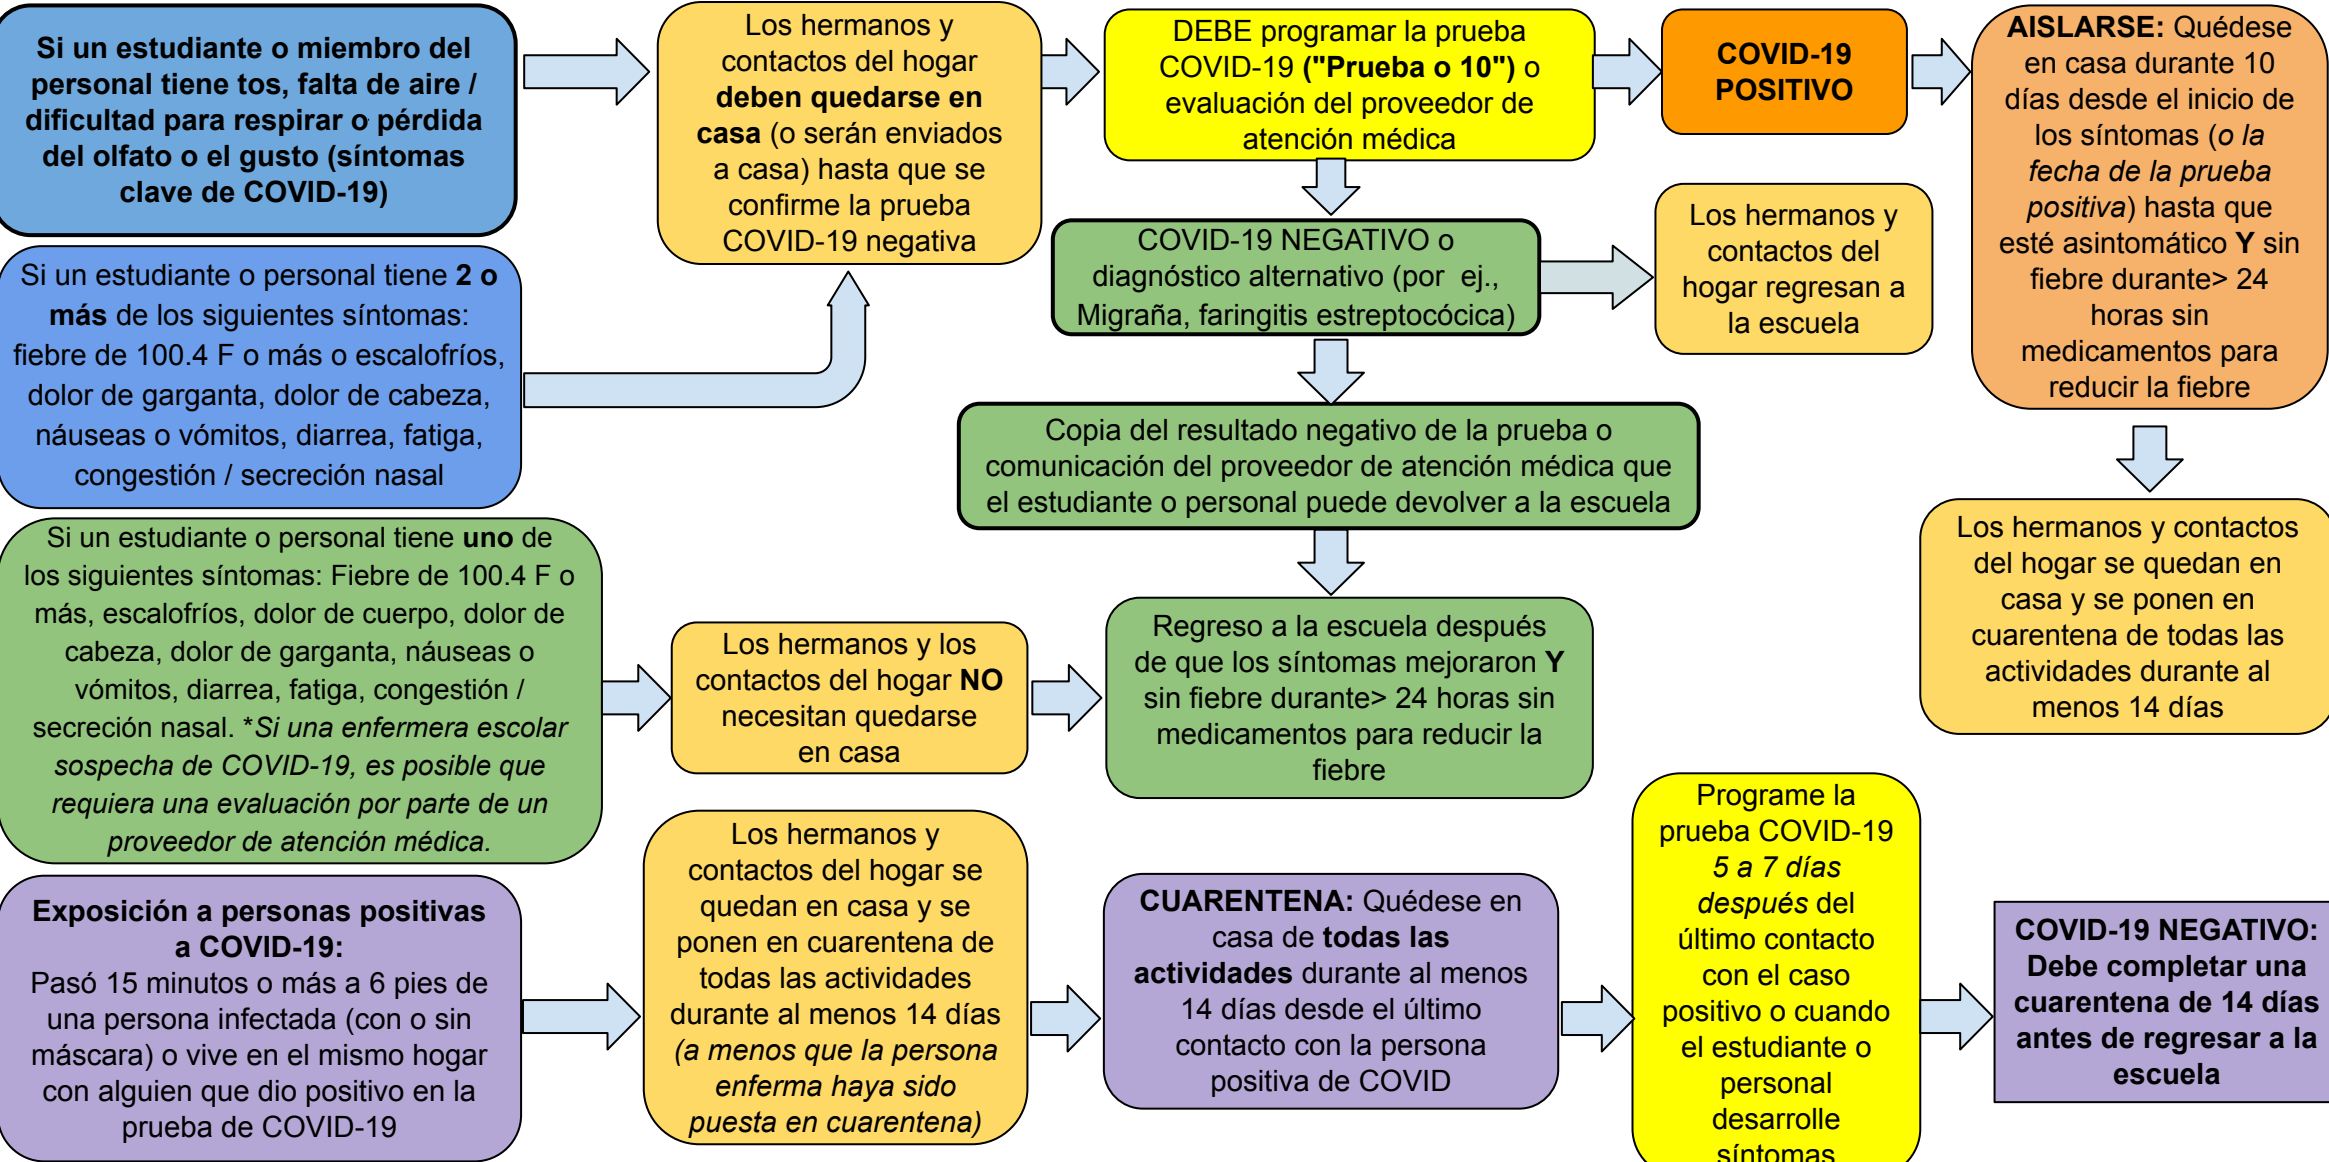 Si un estudiante o miembro del
personal tiene tos, falta de aire /
dificultad para respirar o pérdida
del olfato o el gusto (síntomas
clave de COVID-19)
Los hermanos y
contactos del hogar
deben quedarse en
casa (o serán enviados
a casa) hasta que se
confirme la prueba
COVID-19 negativa
DEBE programar la prueba
COVID-19 ("Prueba o 10") o
evaluación del proveedor de
atención médica
COVID-19
POSITIVO
AISLARSE: Quédese
en casa durante 10
días desde el inicio de
los síntomas (o la
fecha de la prueba
positiva) hasta que
esté asintomático Y sin
fiebre durante> 24
horas sin
medicamentos para
reducir la fiebre
COVID-19 NEGATIVO o
diagnóstico alternativo (por ej.,
Migraña, faringitis estreptocócica)
Los hermanos y
contactos del
hogar regresan a
la escuela
Si un estudiante o personal tiene 2 o
más de los siguientes síntomas:
fiebre de 100.4 F o más o escalofríos,
dolor de garganta, dolor de cabeza,
náuseas o vómitos, diarrea, fatiga,
congestión / secreción nasal
Copia del resultado negativo de la prueba o
comunicación del proveedor de atención médica que
el estudiante o personal puede devolver a la escuela
Los hermanos y contactos
del hogar se quedan en
casa y se ponen en
cuarentena de todas las
actividades durante al
menos 14 días
Si un estudiante o personal tiene uno de
los siguientes síntomas: Fiebre de 100.4 F o
más, escalofríos, dolor de cuerpo, dolor de
cabeza, dolor de garganta, náuseas o
vómitos, diarrea, fatiga, congestión /
secreción nasal. *Si una enfermera escolar
sospecha de COVID-19, es posible que
requiera una evaluación por parte de un
proveedor de atención médica.
Los hermanos y los
contactos del hogar NO
necesitan quedarse
en casa
Regreso a la escuela después
de que los síntomas mejoraron Y
sin fiebre durante> 24 horas sin
medicamentos para reducir la
fiebre
Exposición a personas positivas
a COVID-19:
Pasó 15 minutos o más a 6 pies de
una persona infectada (con o sin
máscara) o vive en el mismo hogar
con alguien que dio positivo en la
prueba de COVID-19
Los hermanos y
contactos del hogar se
quedan en casa y se
ponen en cuarentena de
todas las actividades
durante al menos 14 días
(a menos que la persona
enferma haya sido
puesta en cuarentena)
CUARENTENA: Quédese en
casa de todas las
actividades durante al menos
14 días desde el último
contacto con la persona
positiva de COVID
Programe la
prueba COVID-19
5 a 7 días
después del
último contacto
con el caso
positivo o cuando
el estudiante o
personal
desarrolle
síntomas
COVID-19 NEGATIVO:
Debe completar una
cuarentena de 14 días
antes de regresar a la
escuela